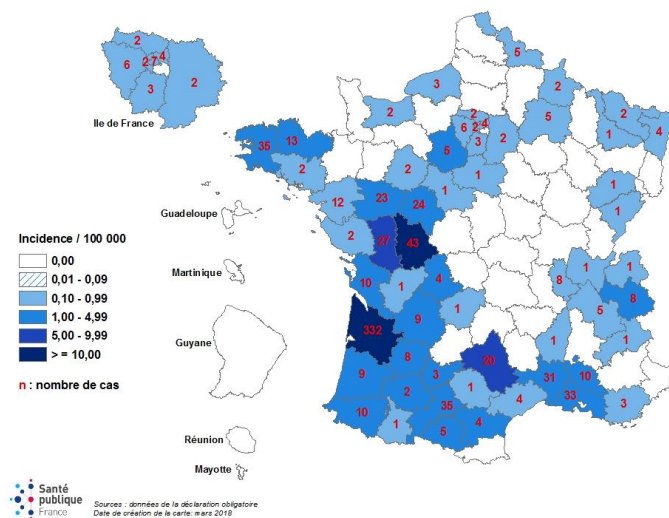 2
6 2 7 4
3 2
Ile de France
5
3 2
2 5 2
1 4
2
6 2 4
3 2
5
35 13
2
2 1
1
12 23 24
1
1
Guadeloupe
2 27 43
Incidence / 100 000
0,00
0,01 - 0,09
0,10 - 0,99
1,00 - 4,99
5,00 - 9,99
> = 10,00
n : nombre de cas
Martinique
10 1 4
1 1
8 8
5
Guyane
332 9 1
1 1
8 20
9 3 31 10
2 1 33
35 4 3
10 1 5 4
Réunion
Mayotte
Santé
publique
France
Sources : données de la déclaration obligatoire
Date de création de la carte: mars 2018